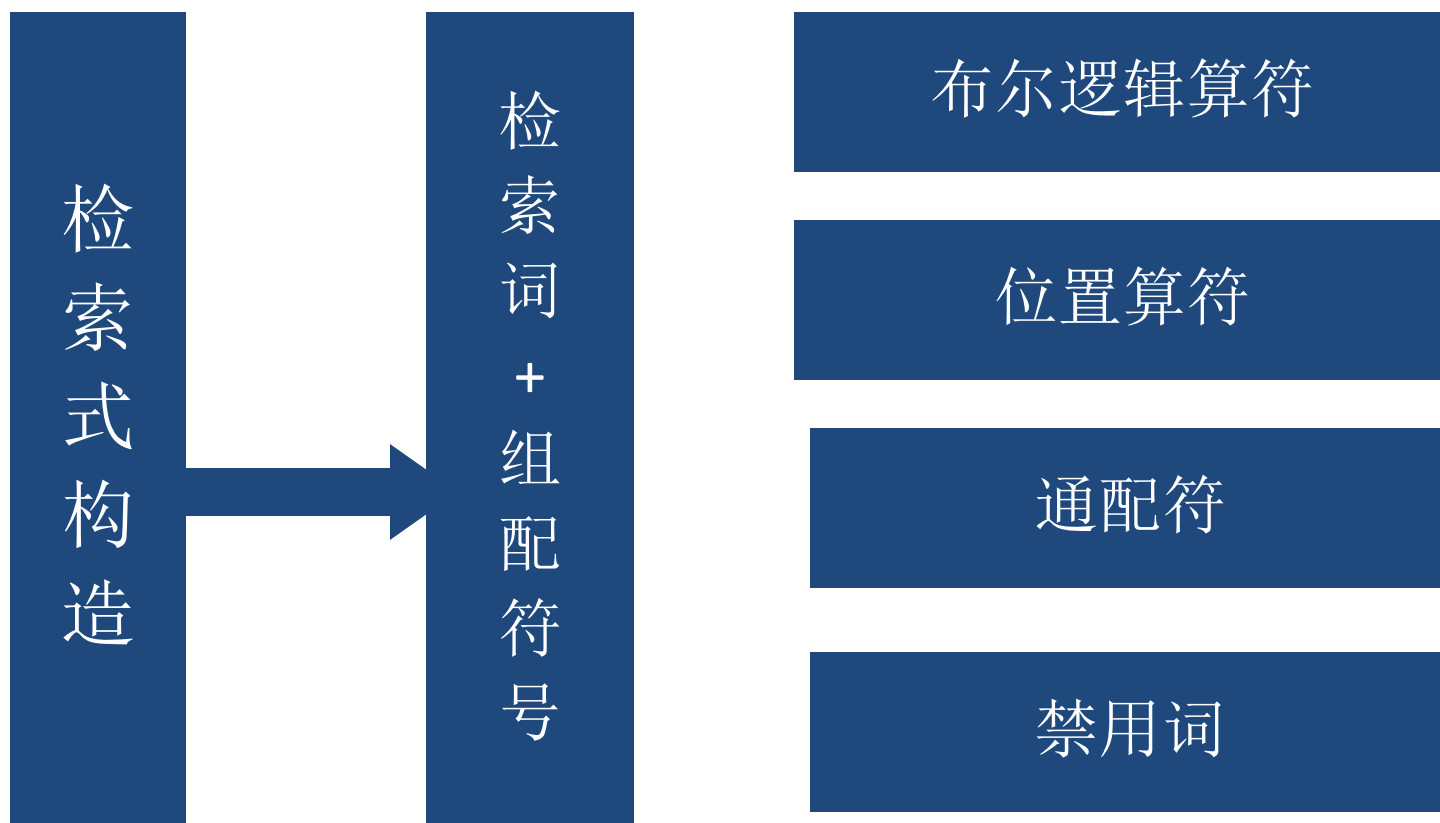 检索式构造
检索词+组配符号
布尔逻辑算符
位置算符
通配符
禁用词